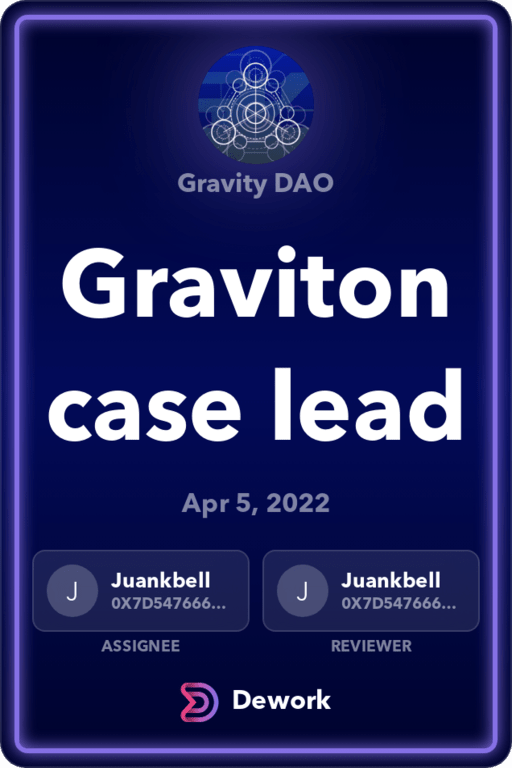 Gravity DAO
Graviton
case lead
Apr 5, 2022
J
Juankbell
0X7D547666...
ASSIGNEE
J
Juankbell
0X7D547666...
REVIEWER
Dework